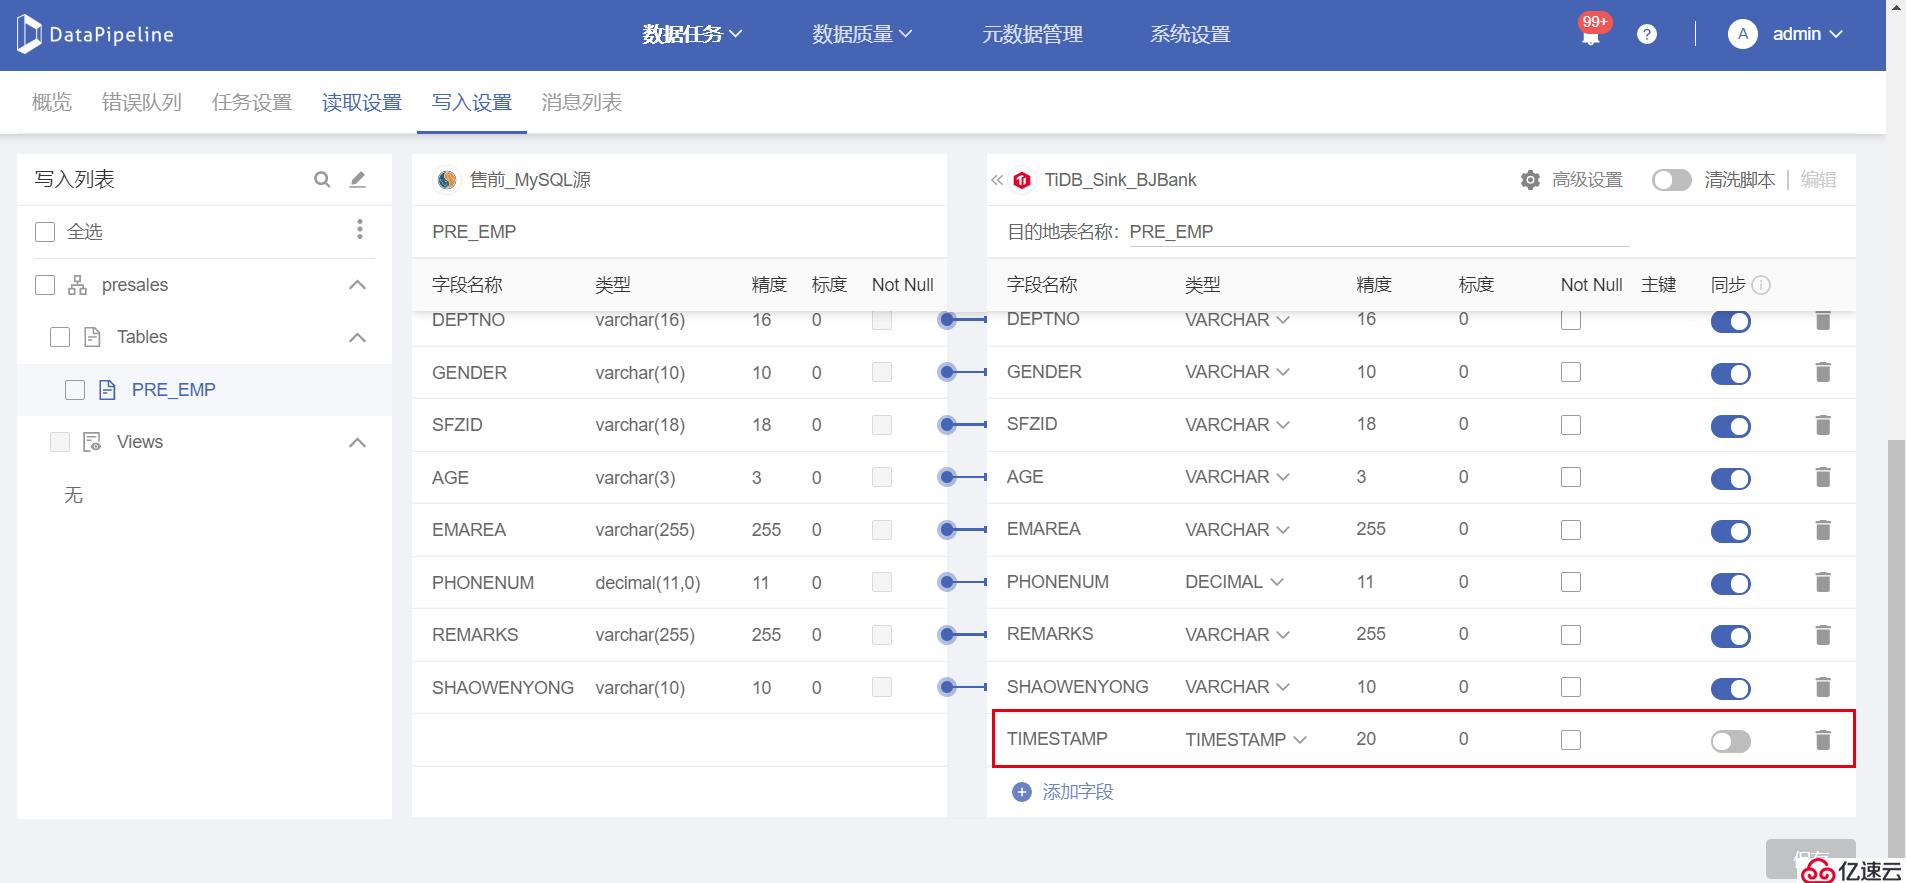 DataPipeline 数据任务 数据质量 元数据管理 系统设置 99+ ? A admin
概览 错误队列 任务设置 读取设置 写入设置 消息列表
写入列表 售前_MySQL源 TiDB_Sink_BJBank 高级设置 清洗脚本 编辑
全选 PRE_EMP 目的地表名称: PRE_EMP
presales 字段名称 类型 精度 标度 Not Null 字段名称 类型 精度 标度 Not Null 主键 同步
DEPTNO varchar(16) 16 0 DEPTNO VARCHAR 16 0
Tables
GENDER varchar(10) 10 0 GENDER VARCHAR 10 0
PRE_EMP
SFZID varchar(18) 18 0 SFZID VARCHAR 18 0
Views
AGE varchar(3) 3 0 AGE VARCHAR 3 0
无
EMAREA varchar(255) 255 0 EMAREA VARCHAR 255 0
PHONENUM decimal(11,0) 11 0 PHONENUM DECIMAL 11 0
REMARKS varchar(255) 255 0 REMARKS VARCHAR 255 0
SHAOWENYONG varchar(10) 10 0 SHAOWENYONG VARCHAR 10 0
TIMESTAMP TIMESTAMP 20 0
添加字段
亿速云